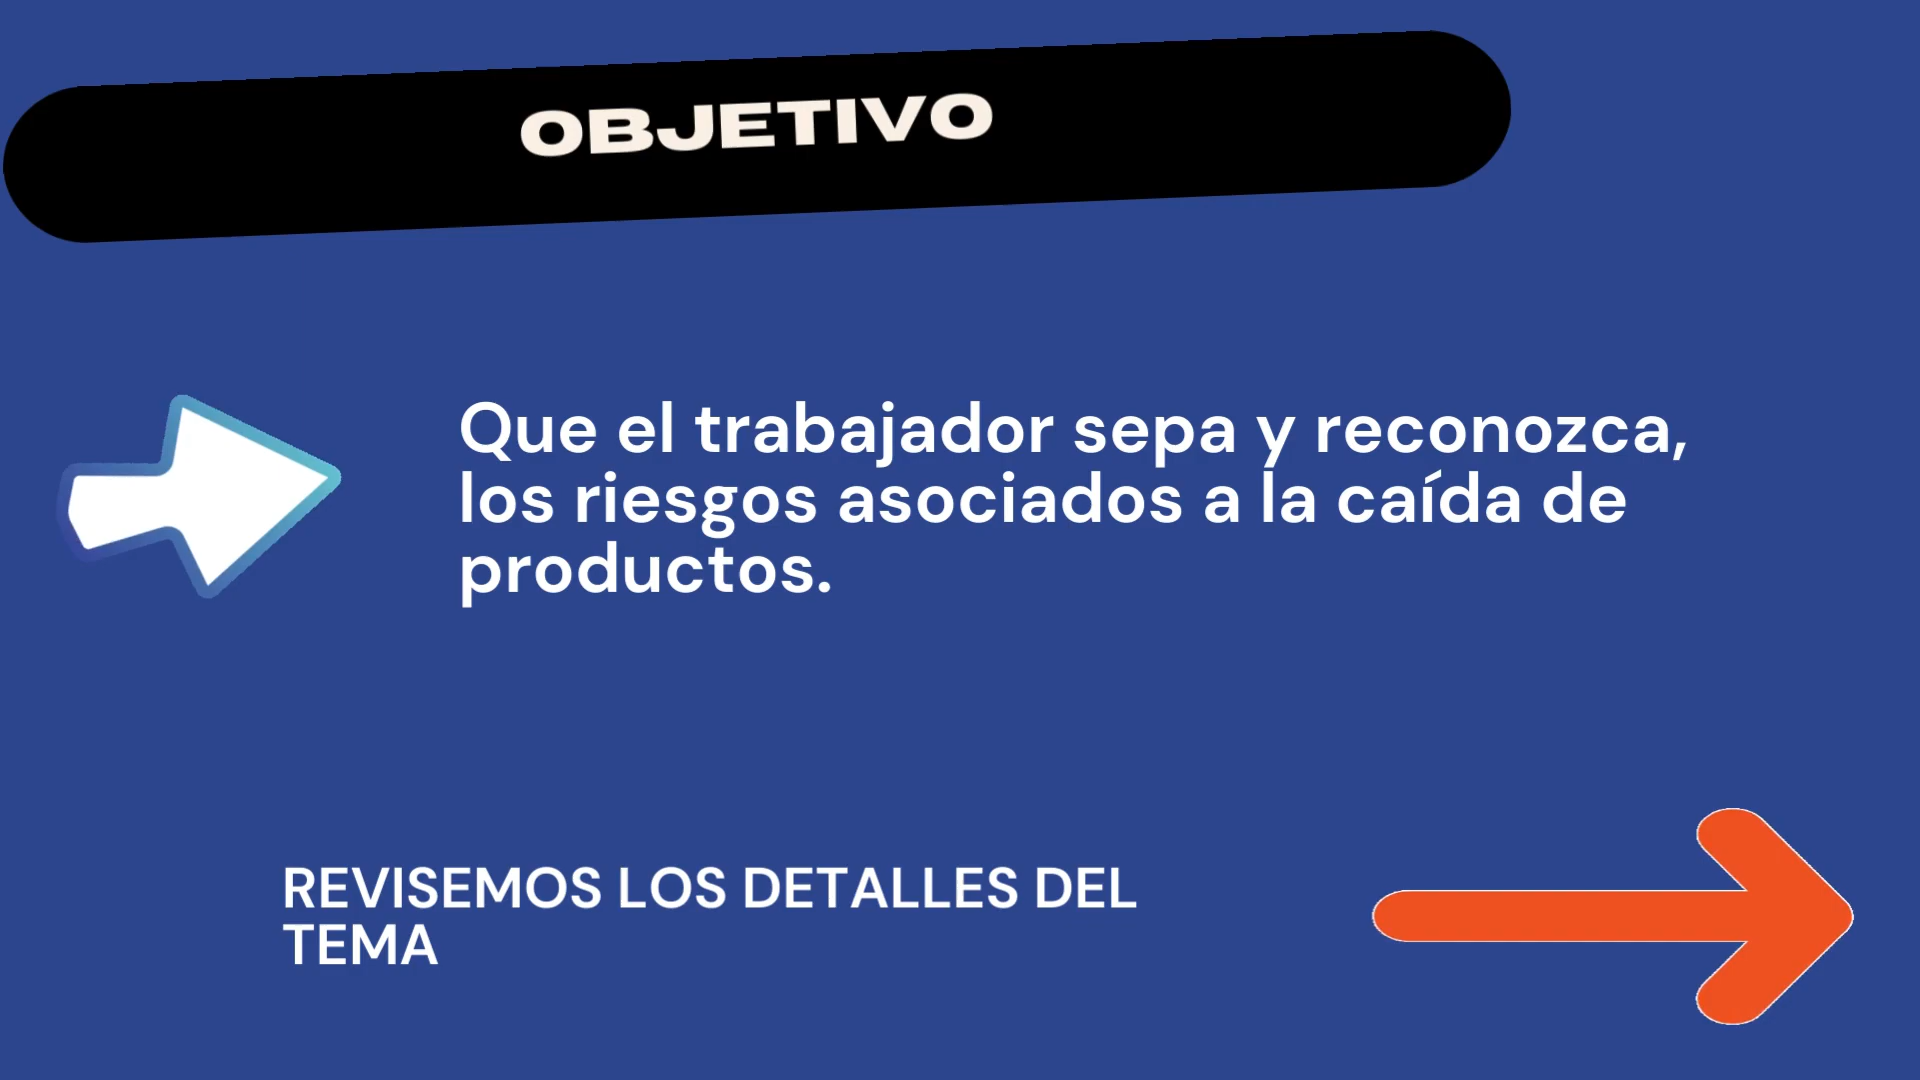 OBJETIVO
Que el trabajador sepa y reconozca,
los riesgos asociados a la caída de
productos.
REVISEMOS LOS DETALLES DEL
TEMA